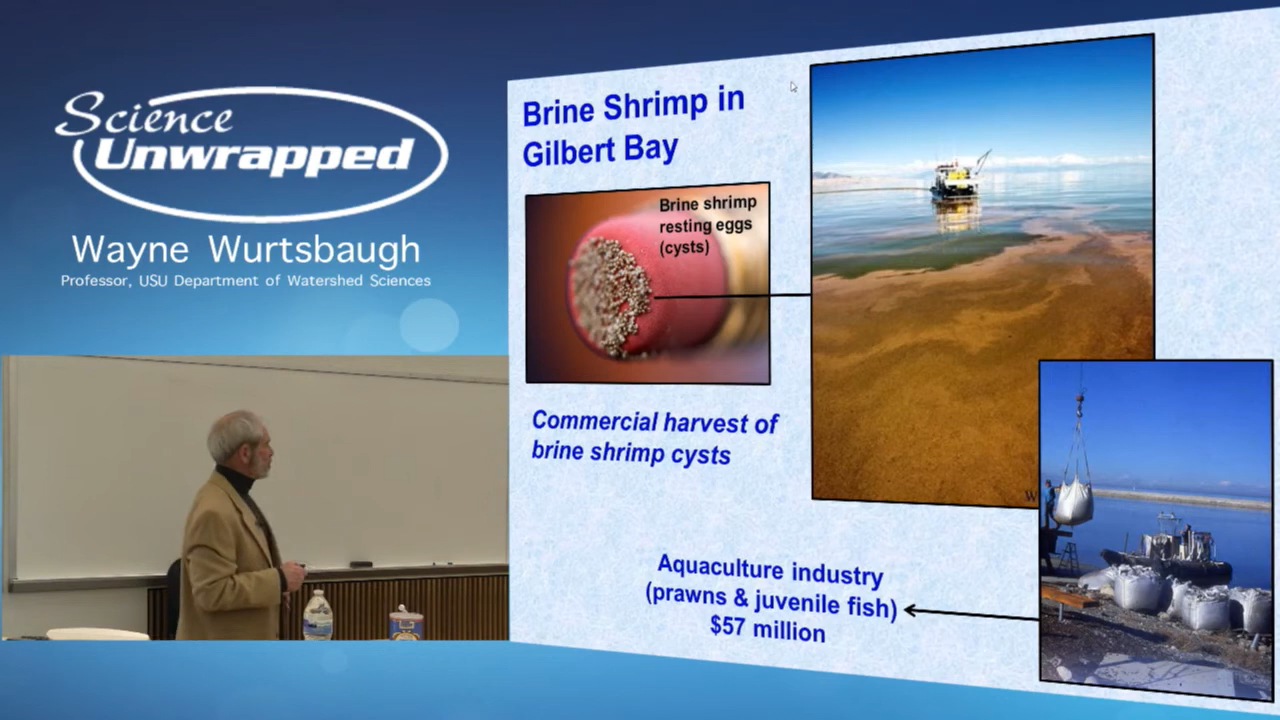 Science
Unwrapped
Wayne Wurtsbaugh
Professor, USU Department of Watershed Sciences
Brine Shrimp in
Gilbert Bay
Brine shrimp
resting eggs
(cysts)
Commercial harvest of
brine shrimp cysts
W
Aquaculture industry
(prawns & juvenile fish)
$57 million